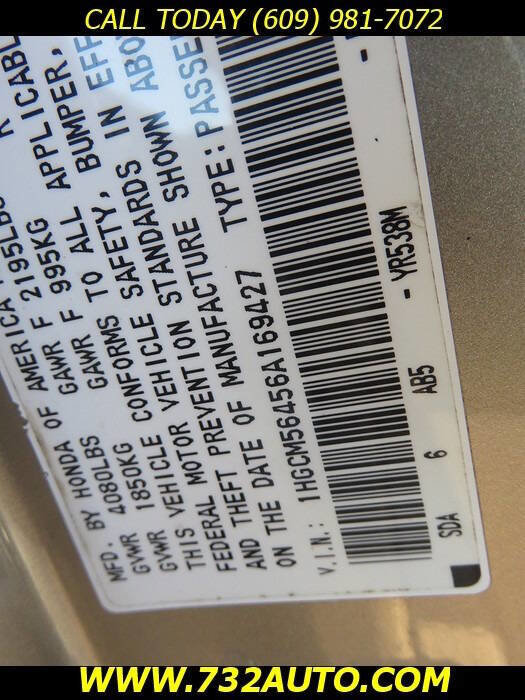 CALL TODAY (609) 981-7072
MFD. BY HONDA OF AMERICA
GVWR 4080LBS GAWR F 2195LBS R
GVWR 1850KG GAWR F 995KG
THIS VEHICLE CONFORMS TO ALL APPLICABLE
FEDERAL MOTOR VEHICLE SAFETY, BUMPER,
AND THEFT PREVENTION STANDARDS IN EFF
ON THE DATE OF MANUFACTURE SHOWN ABO
V.I.N.: 1HGCM56456A169427 TYPE: PASSE
SDA 6 AB5 - YR538M -
WWW.732AUTO.COM